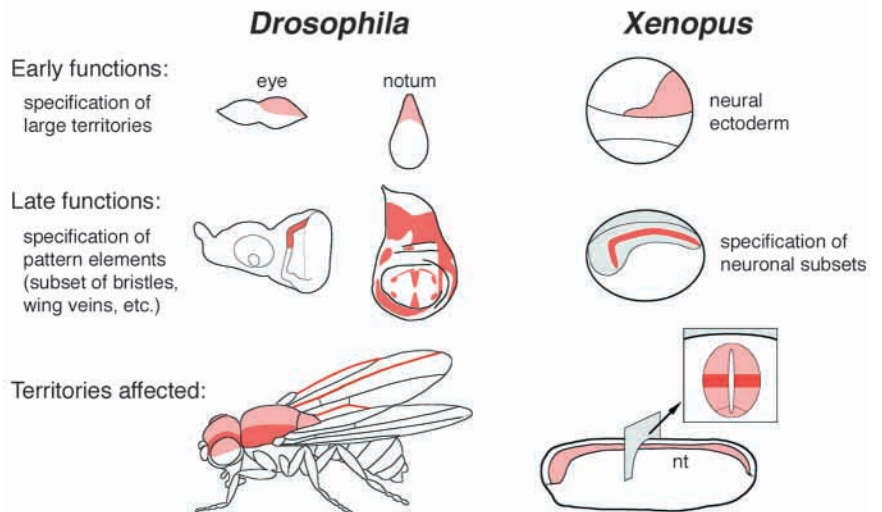 Drosophila
Xenopus
Early functions:
specification of
large territories
eye
notum
neural
ectoderm
Late functions:
specification of
pattern elements
(subset of bristles,
wing veins, etc.)
specification of
neuronal subsets
Territories affected:
nt